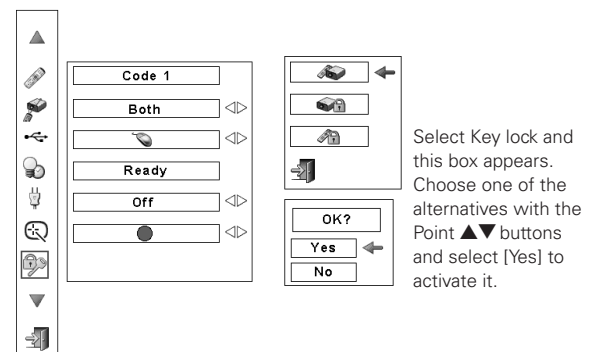 Code 1
Both
Ready
Off
OK?
Yes
No
Select Key lock and
this box appears.
Choose one of the
alternatives with the
Point ▲▼ buttons
and select [Yes] to
activate it.